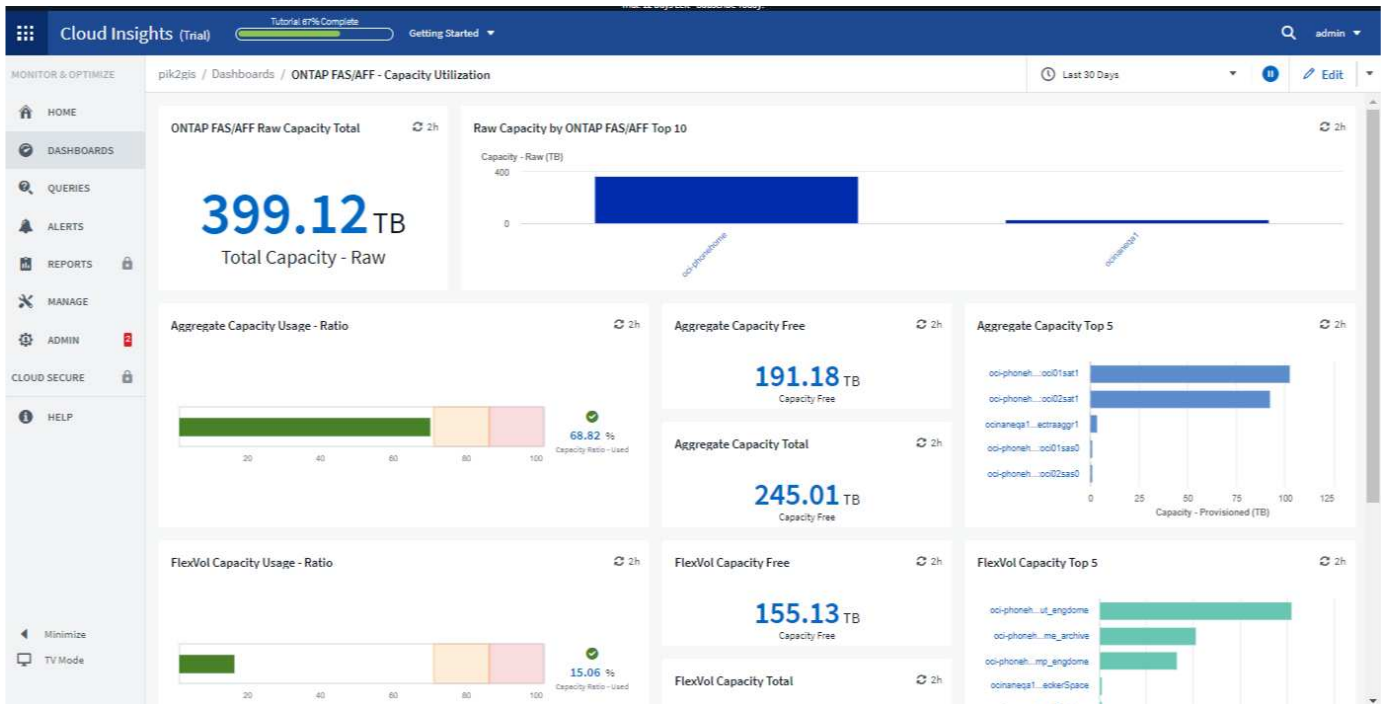 Cloud Insights (Trial)
Tutorial 67% Complete
Getting Started
admin
MONITOR & OPTIMIZE
pik2gis / Dashboards / ONTAP FAS/AFF - Capacity Utilization
Last 30 Days
Edit
HOME
DASHBOARDS
QUERIES
ALERTS
REPORTS
MANAGE
ADMIN
2
CLOUD SECURE
HELP
Minimize
TV Mode
ONTAP FAS/AFF Raw Capacity Total
2h
399.12 TB
Total Capacity - Raw
Raw Capacity by ONTAP FAS/AFF Top 10
2h
Capacity - Raw (TB)
400
0
oci-phonehome
ocinaneqa1
Aggregate Capacity Usage - Ratio
2h
68.82 %
Capacity Ratio - Used
20 40 60 80 100
Aggregate Capacity Free
2h
191.18 TB
Capacity Free
Aggregate Capacity Total
2h
245.01 TB
Capacity Free
Aggregate Capacity Top 5
2h
oci-phoneh...:oci01sat1
oci-phoneh...:oci02sat1
ocinaneqa1...ectraaggr1
oci-phoneh...:oci01sas0
oci-phoneh...:oci02sas0
0 25 50 75 100 125
Capacity - Provisioned (TB)
FlexVol Capacity Usage - Ratio
2h
15.06 %
Capacity Ratio - Used
20 40 60 80 100
FlexVol Capacity Free
2h
155.13 TB
Capacity Free
FlexVol Capacity Total
2h
FlexVol Capacity Top 5
2h
oci-phoneh...ut_engdome
oci-phoneh...me_archive
oci-phoneh...mp_engdome
ocinaneqa1...eckerSpace